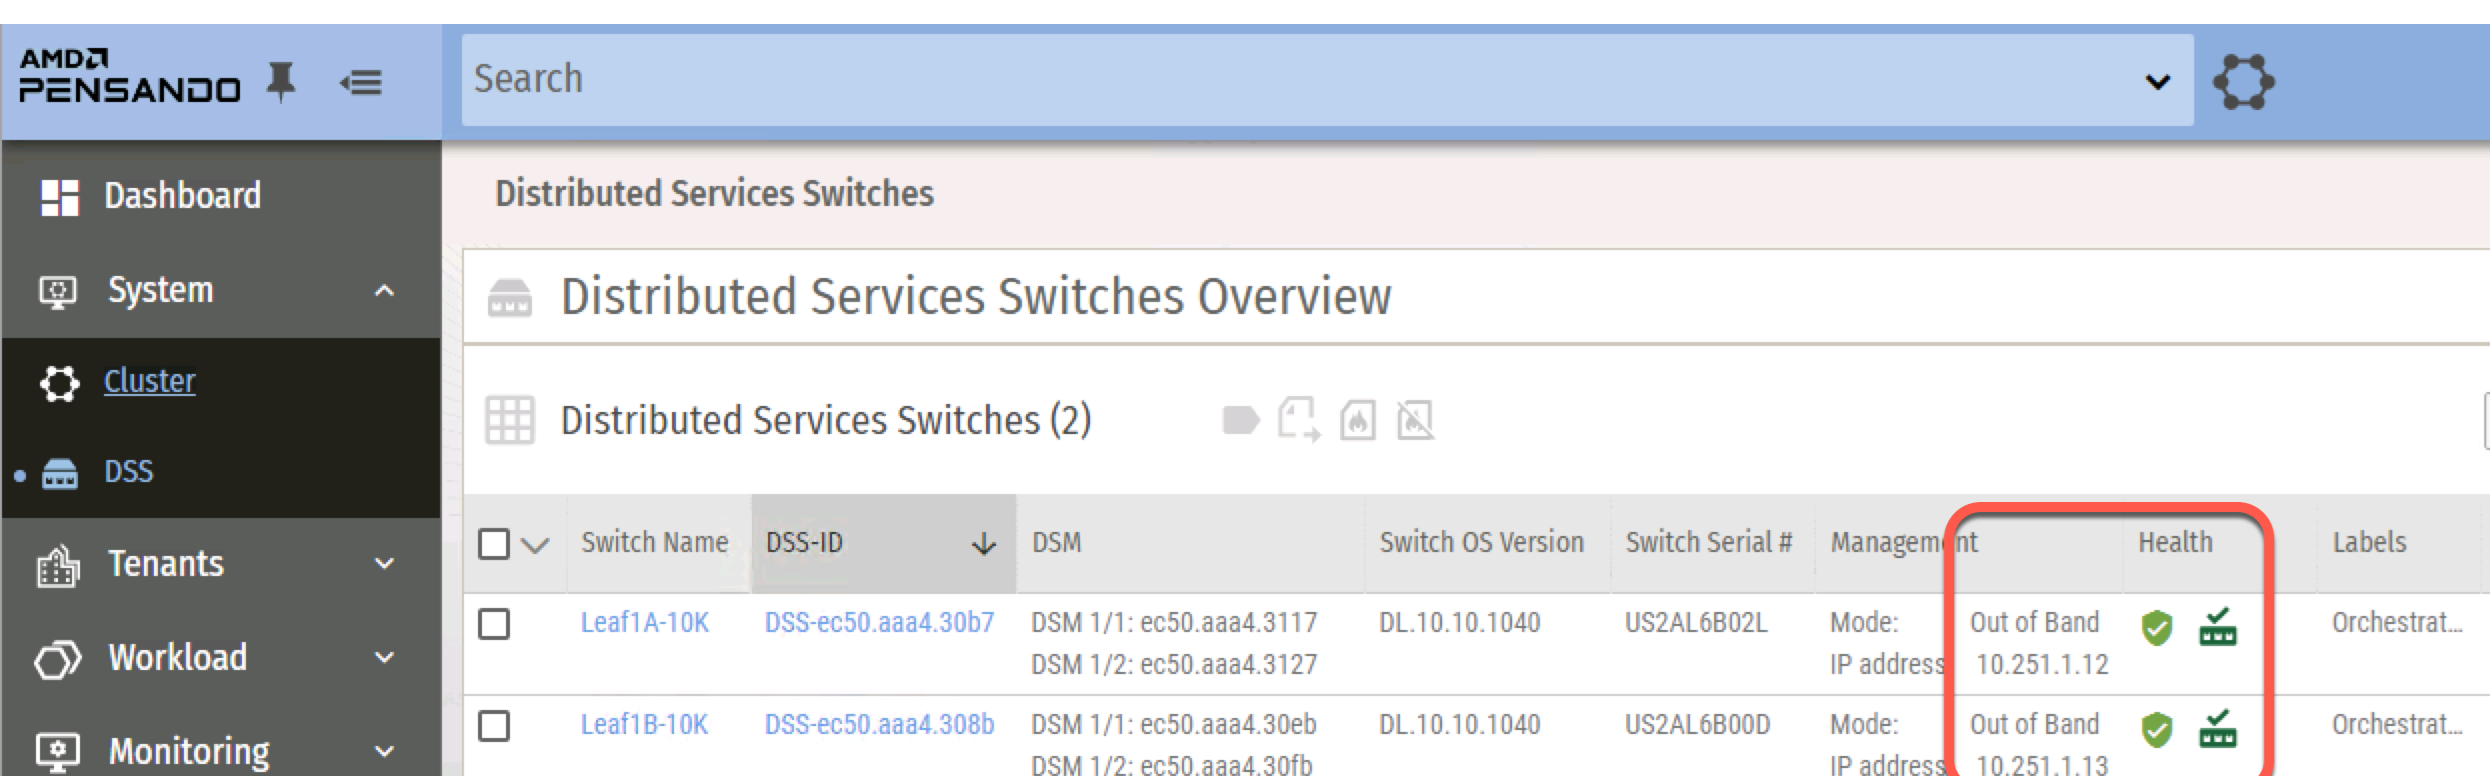 AMD
PENSANDO
Search
Dashboard
System
Cluster
DSS
Tenants
Workload
Monitoring
Distributed Services Switches
Distributed Services Switches Overview
Distributed Services Switches (2)
Switch Name DSS-ID DSM Switch OS Version Switch Serial # Management Health Labels
Leaf1A-10K DSS-ec50.aaa4.30b7 DSM 1/1: ec50.aaa4.3117 DL.10.10.1040 US2AL6B02L Mode: Out of Band Orchestrat...
DSM 1/2: ec50.aaa4.3127 IP address 10.251.1.12
Leaf1B-10K DSS-ec50.aaa4.308b DSM 1/1: ec50.aaa4.30eb DL.10.10.1040 US2AL6B00D Mode: Out of Band Orchestrat...
DSM 1/2: ec50.aaa4.30fb IP address 10.251.1.13